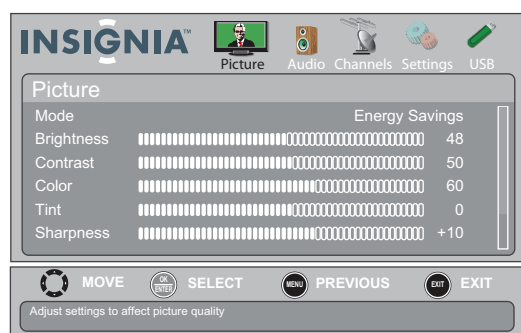 INSIGNIA™
Picture Audio Channels Settings USB
Picture
Mode Energy Savings
Brightness 48
Contrast 50
Color 60
Tint 0
Sharpness +10
MOVE OK ENTER SELECT MENU PREVIOUS EXIT EXIT
Adjust settings to affect picture quality